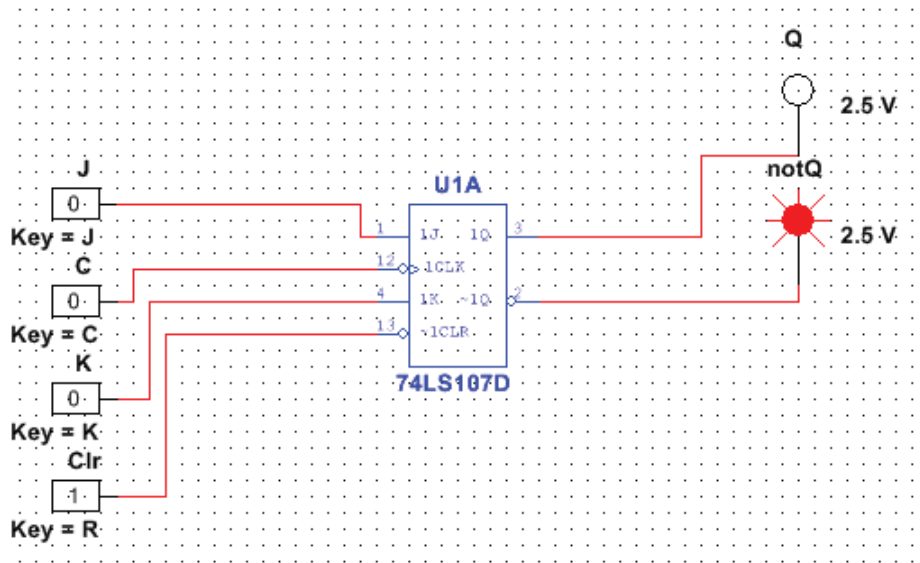 Q
2.5 V
notQ
2.5 V
J
0
Key = J
C
0
Key = C
K
0
Key = K
Clr
1
Key = R
U1A
1 1J 1Q 3
12 1CLK
4 1K ~1Q 2
13 ~1CLR
74LS107D